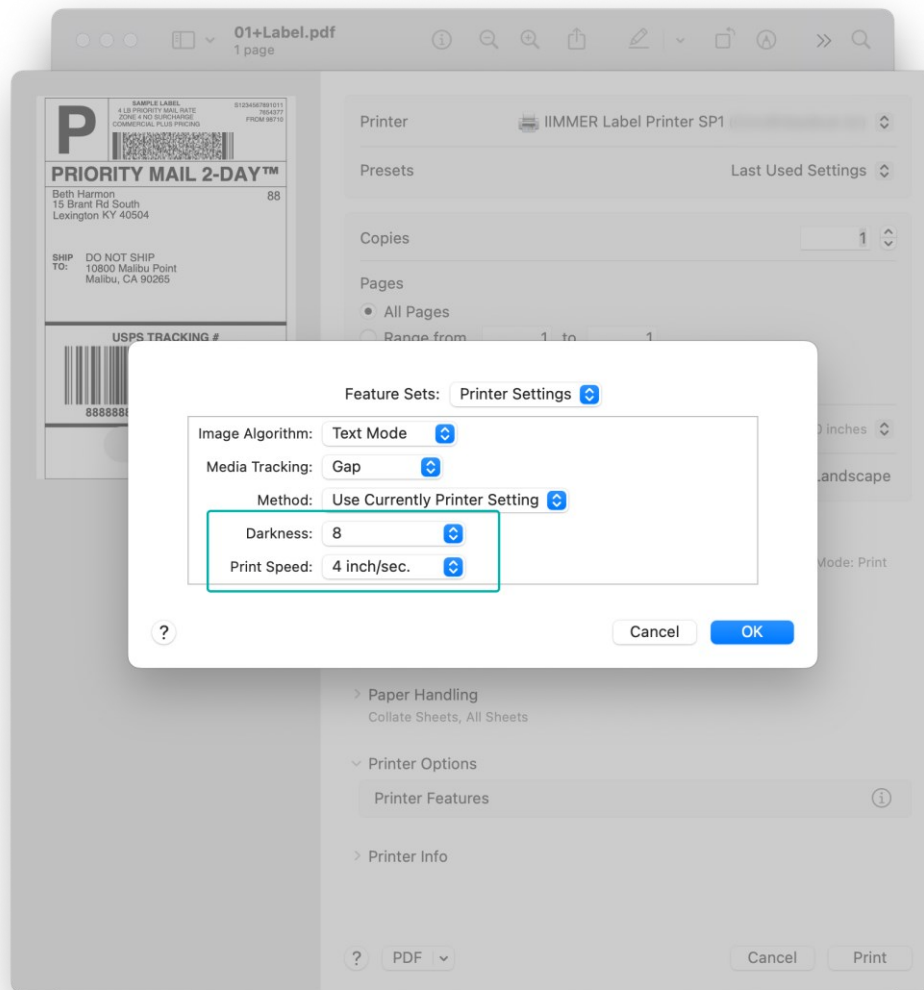 01+Label.pdf
1 page
P
SAMPLE LABEL
4 LB PRIORITY MAIL RATE
ZONE 4 NO SURCHARGE
COMMERCIAL PLUS PRICING
7654377
FROM 98710
PRIORITY MAIL 2-DAY™
Beth Harmon
15 Brant Rd South
Lexington KY 40504
88
SHIP TO:
DO NOT SHIP
10800 Malibu Point
Malibu, CA 90265
USPS TRACKING #
8888888
Printer
IIMMER Label Printer SP1
Presets
Last Used Settings
Copies
1
Pages
All Pages
Range from 1 to 1
inches
Landscape
Mode: Print
Feature Sets: Printer Settings
Image Algorithm: Text Mode
Media Tracking: Gap
Method: Use Currently Printer Setting
Darkness: 8
Print Speed: 4 inch/sec.
?
Cancel
OK
Paper Handling
Collate Sheets, All Sheets
Printer Options
Printer Features
Printer Info
?
PDF
Cancel
Print